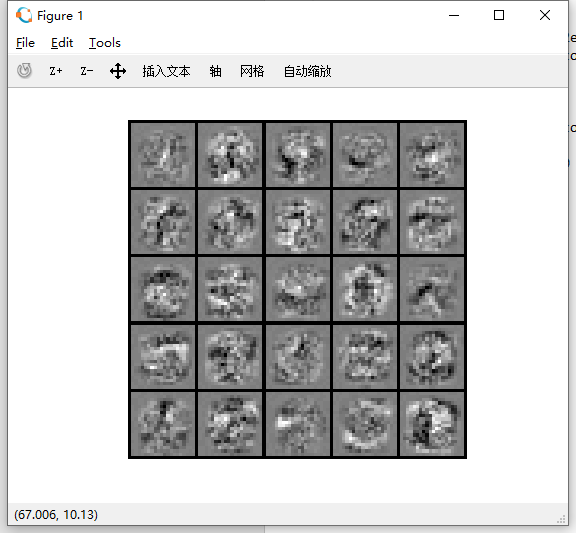 Figure 1
File Edit Tools
Z+ Z- 插入文本 轴 网格 自动缩放
(67.006, 10.13)